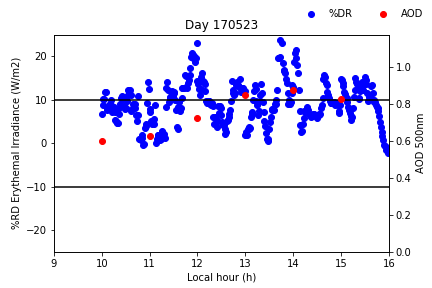 %DR AOD
Day 170523
%RD Erythemal Irradiance (W/m2)
20
10
0
−10
−20
1.0
0.8
0.6
0.4
0.2
0.0
AOD 500nm
9 10 11 12 13 14 15 16
Local hour (h)